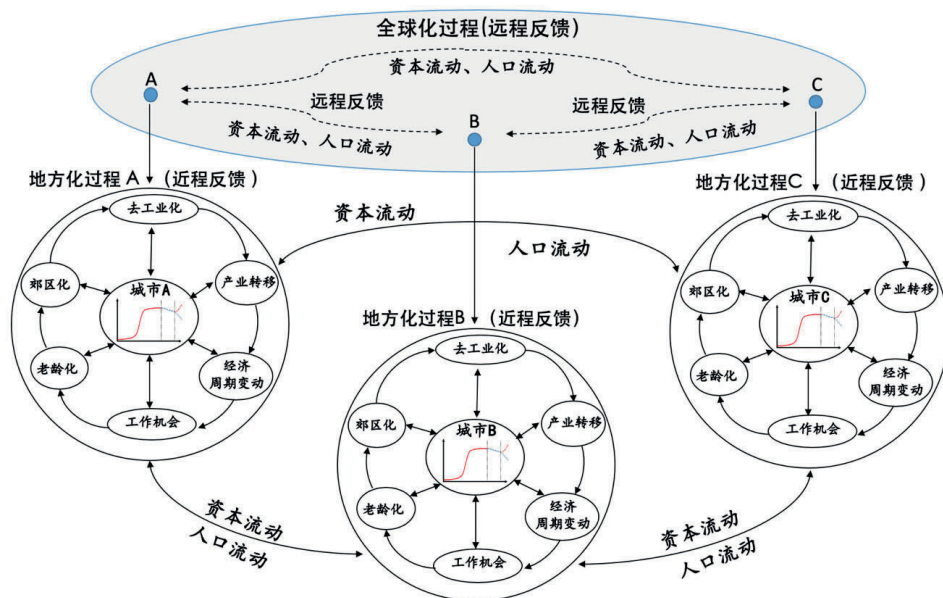 全球化过程(远程反馈)
资本流动、人口流动
A
C
远程反馈
远程反馈
B
资本流动、人口流动
资本流动、人口流动
地方化过程A (近程反馈)
地方化过程C (近程反馈)
资本流动
人口流动
去工业化
郊区化
产业转移
城市A
老龄化
经济
周期变动
工作机会
去工业化
郊区化
产业转移
城市C
老龄化
经济
周期变动
工作机会
地方化过程B (近程反馈)
去工业化
郊区化
产业转移
城市B
老龄化
经济
周期变动
工作机会
资本流动
人口流动
资本流动
人口流动